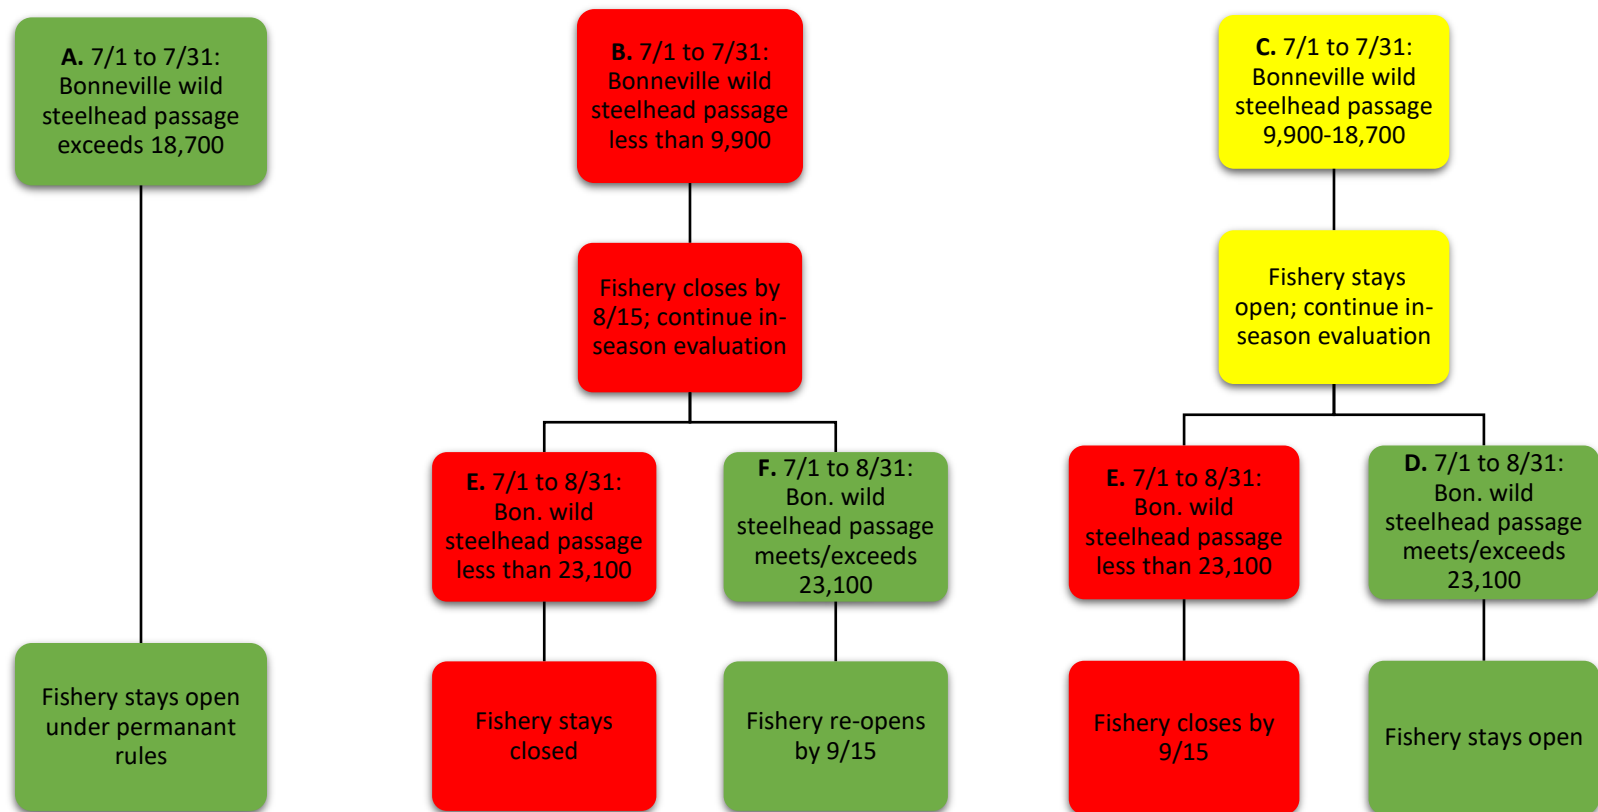 A. 7/1 to 7/31:
Bonneville wild
steelhead passage
exceeds 18,700
B. 7/1 to 7/31:
Bonneville wild
steelhead passage
less than 9,900
C. 7/1 to 7/31:
Bonneville wild
steelhead passage
9,900-18,700
Fishery closes by
8/15; continue in-
season evaluation
Fishery stays
open; continue in-
season evaluation
E. 7/1 to 8/31:
Bon. wild
steelhead passage
less than 23,100
F. 7/1 to 8/31:
Bon. wild
steelhead passage
meets/exceeds
23,100
E. 7/1 to 8/31:
Bon. wild
steelhead passage
less than 23,100
D. 7/1 to 8/31:
Bon. wild
steelhead passage
meets/exceeds
23,100
Fishery stays open
under permanant
rules
Fishery stays
closed
Fishery re-opens
by 9/15
Fishery closes by
9/15
Fishery stays open